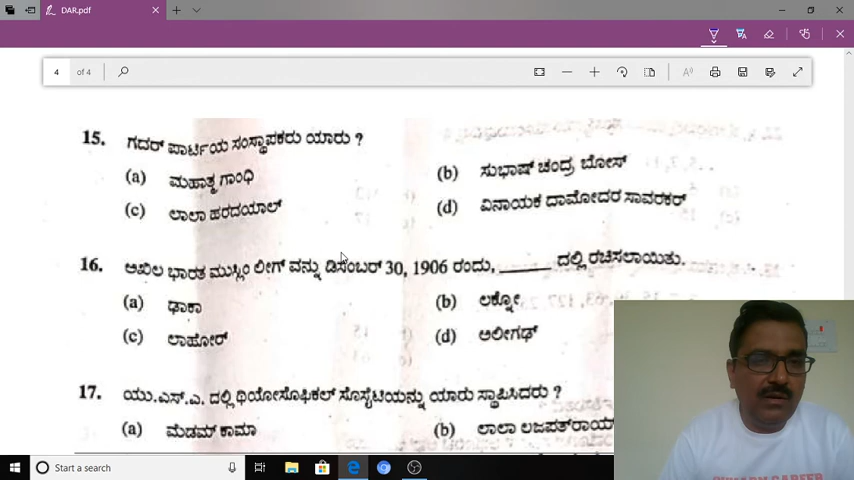 DAR.pdf
4 of 4
15. ಗದರ್ ಪಾರ್ಟಿಯ ಸಂಸ್ಥಾಪಕರು ಯಾರು ?
(a) ಮಹಾತ್ಮ ಗಾಂಧಿ (b) ಸುಭಾಷ್ ಚಂದ್ರ ಬೋಸ್
(c) ಲಾಲಾ ಹರದಯಾಲ್ (d) ವಿನಾಯಕ ದಾಮೋದರ ಸಾವರಕರ್
16. ಅಖಿಲ ಭಾರತ ಮುಸ್ಲಿಂ ಲೀಗ್ ವನ್ನು ಡಿಸೆಂಬರ್ 30, 1906 ರಂದು, ______ ದಲ್ಲಿ ರಚಿಸಲಾಯಿತು.
(a) ಢಾಕಾ (b) ಲಕ್ನೋ
(c) ಲಾಹೋರ್ (d) ಅಲೀಗಢ್
17. ಯು.ಎಸ್.ಎ. ದಲ್ಲಿ ಥಿಯೋಸೊಫಿಕಲ್ ಸೊಸೈಟಿಯನ್ನು ಯಾರು ಸ್ಥಾಪಿಸಿದರು ?
(a) ಮೆಡಮ್ ಕಾಮಾ (b) ಲಾಲಾ ಲಜಪತ್‌ರಾಯ್
Start a search